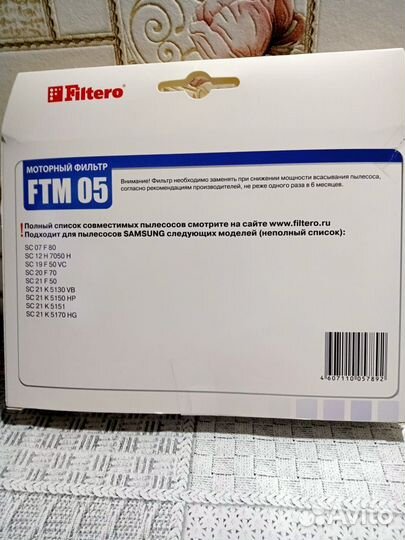 Filtero
МОТОРНЫЙ ФИЛЬТР
FTM 05
Внимание! Фильтр необходимо заменять при снижении мощности всасывания пылесоса,
согласно рекомендациям производителей, не реже одного раза в 6 месяцев.
! Полный список совместимых пылесосов смотрите на сайте www.filtero.ru
Подходит для пылесосов SAMSUNG следующих моделей (неполный список):
SC 07 F 80
SC 12 H 7050 H
SC 19 F 50 VC
SC 20 F 70
SC 21 F 50
SC 21 K 5130 VB
SC 21 K 5150 HP
SC 21 K 5151
SC 21 K 5170 HG
4 607110 057892
Avito